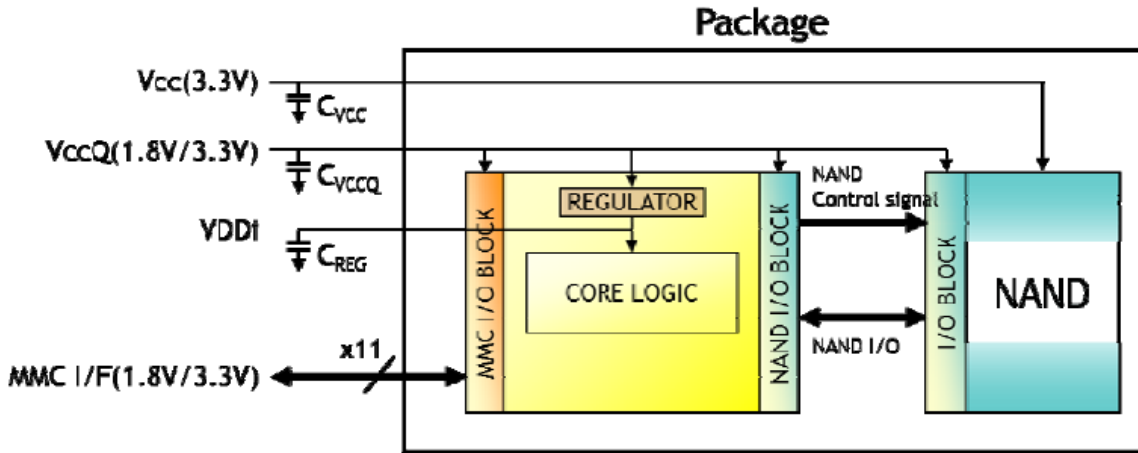 Package
Vcc(3.3V)
CVCC
VccQ(1.8V/3.3V)
CVCCQ
VDDi
CREG
MMC I/F(1.8V/3.3V)
x11
MMC I/O BLOCK
REGULATOR
CORE LOGIC
NAND I/O BLOCK
NAND
Control signal
NAND I/O
I/O BLOCK
NAND